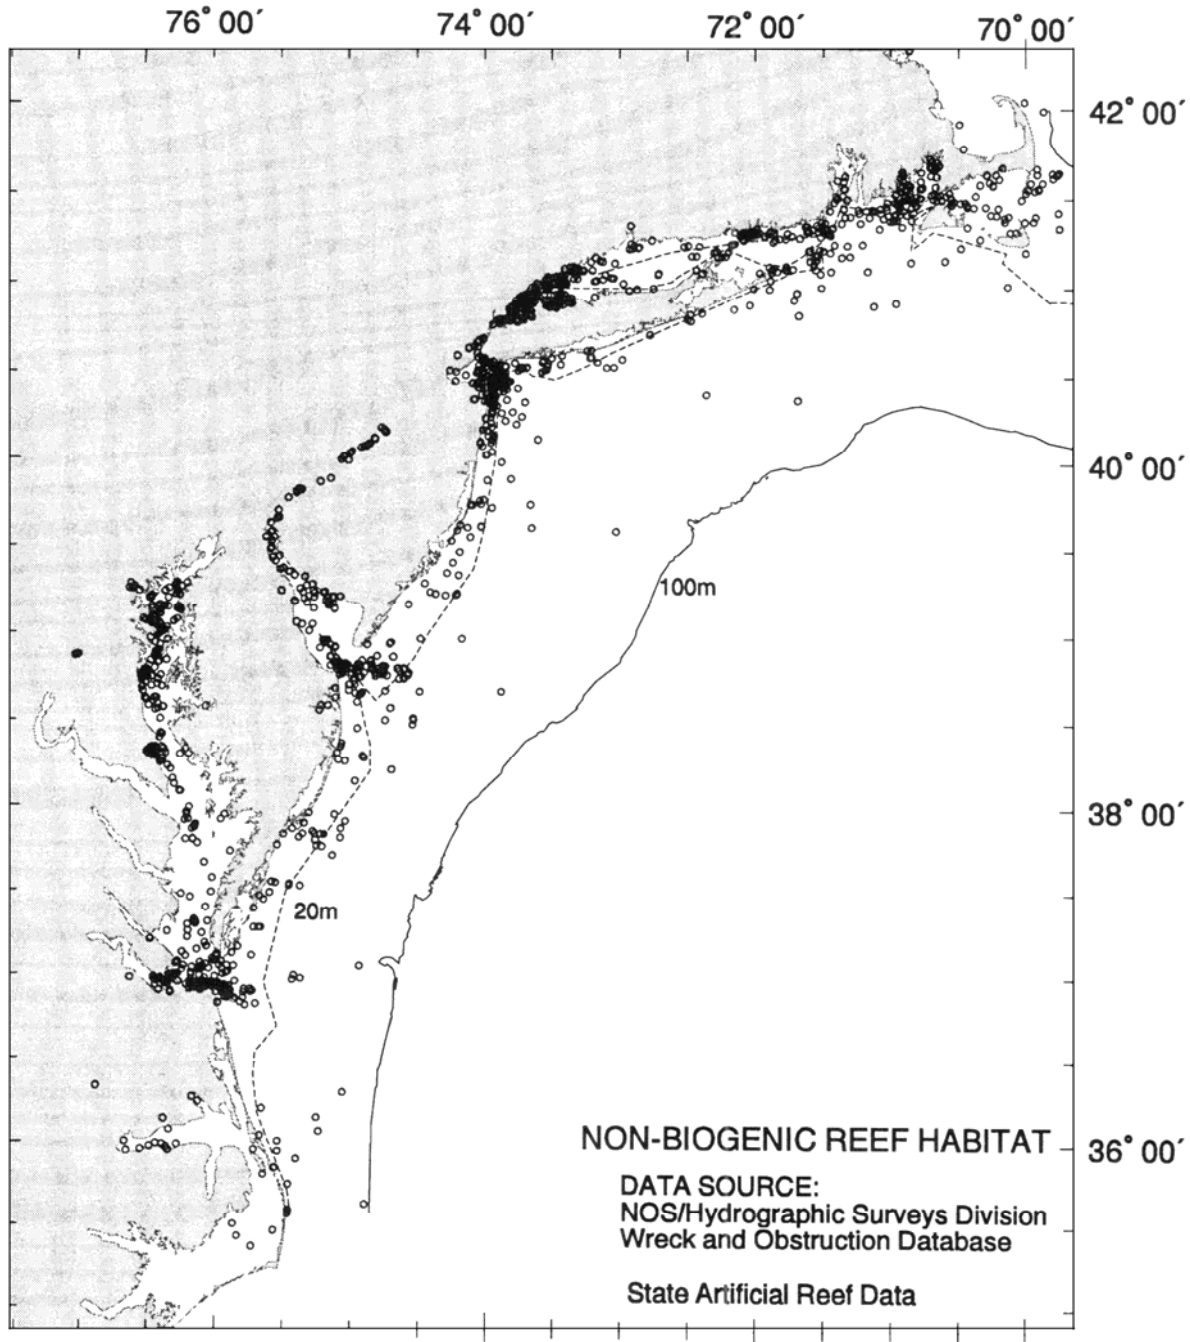 76° 00′ 74° 00′ 72° 00′ 70° 00′
42° 00′
40° 00′
100m
38° 00′
20m
NON-BIOGENIC REEF HABITAT
36° 00′
DATA SOURCE:
NOS/Hydrographic Surveys Division
Wreck and Obstruction Database
State Artificial Reef Data